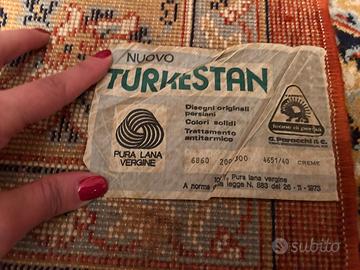 NUOVO
TURKESTAN
Disegni originali
persiani
Colori solidi
Trattamento
antitarmico
PURA LANA
VERGINE
G. Paracchi & C.
6860 200 300 4651/40 CREME
Pura lana vergine
A norma della legge N. 883 del 26-11-1973
subito